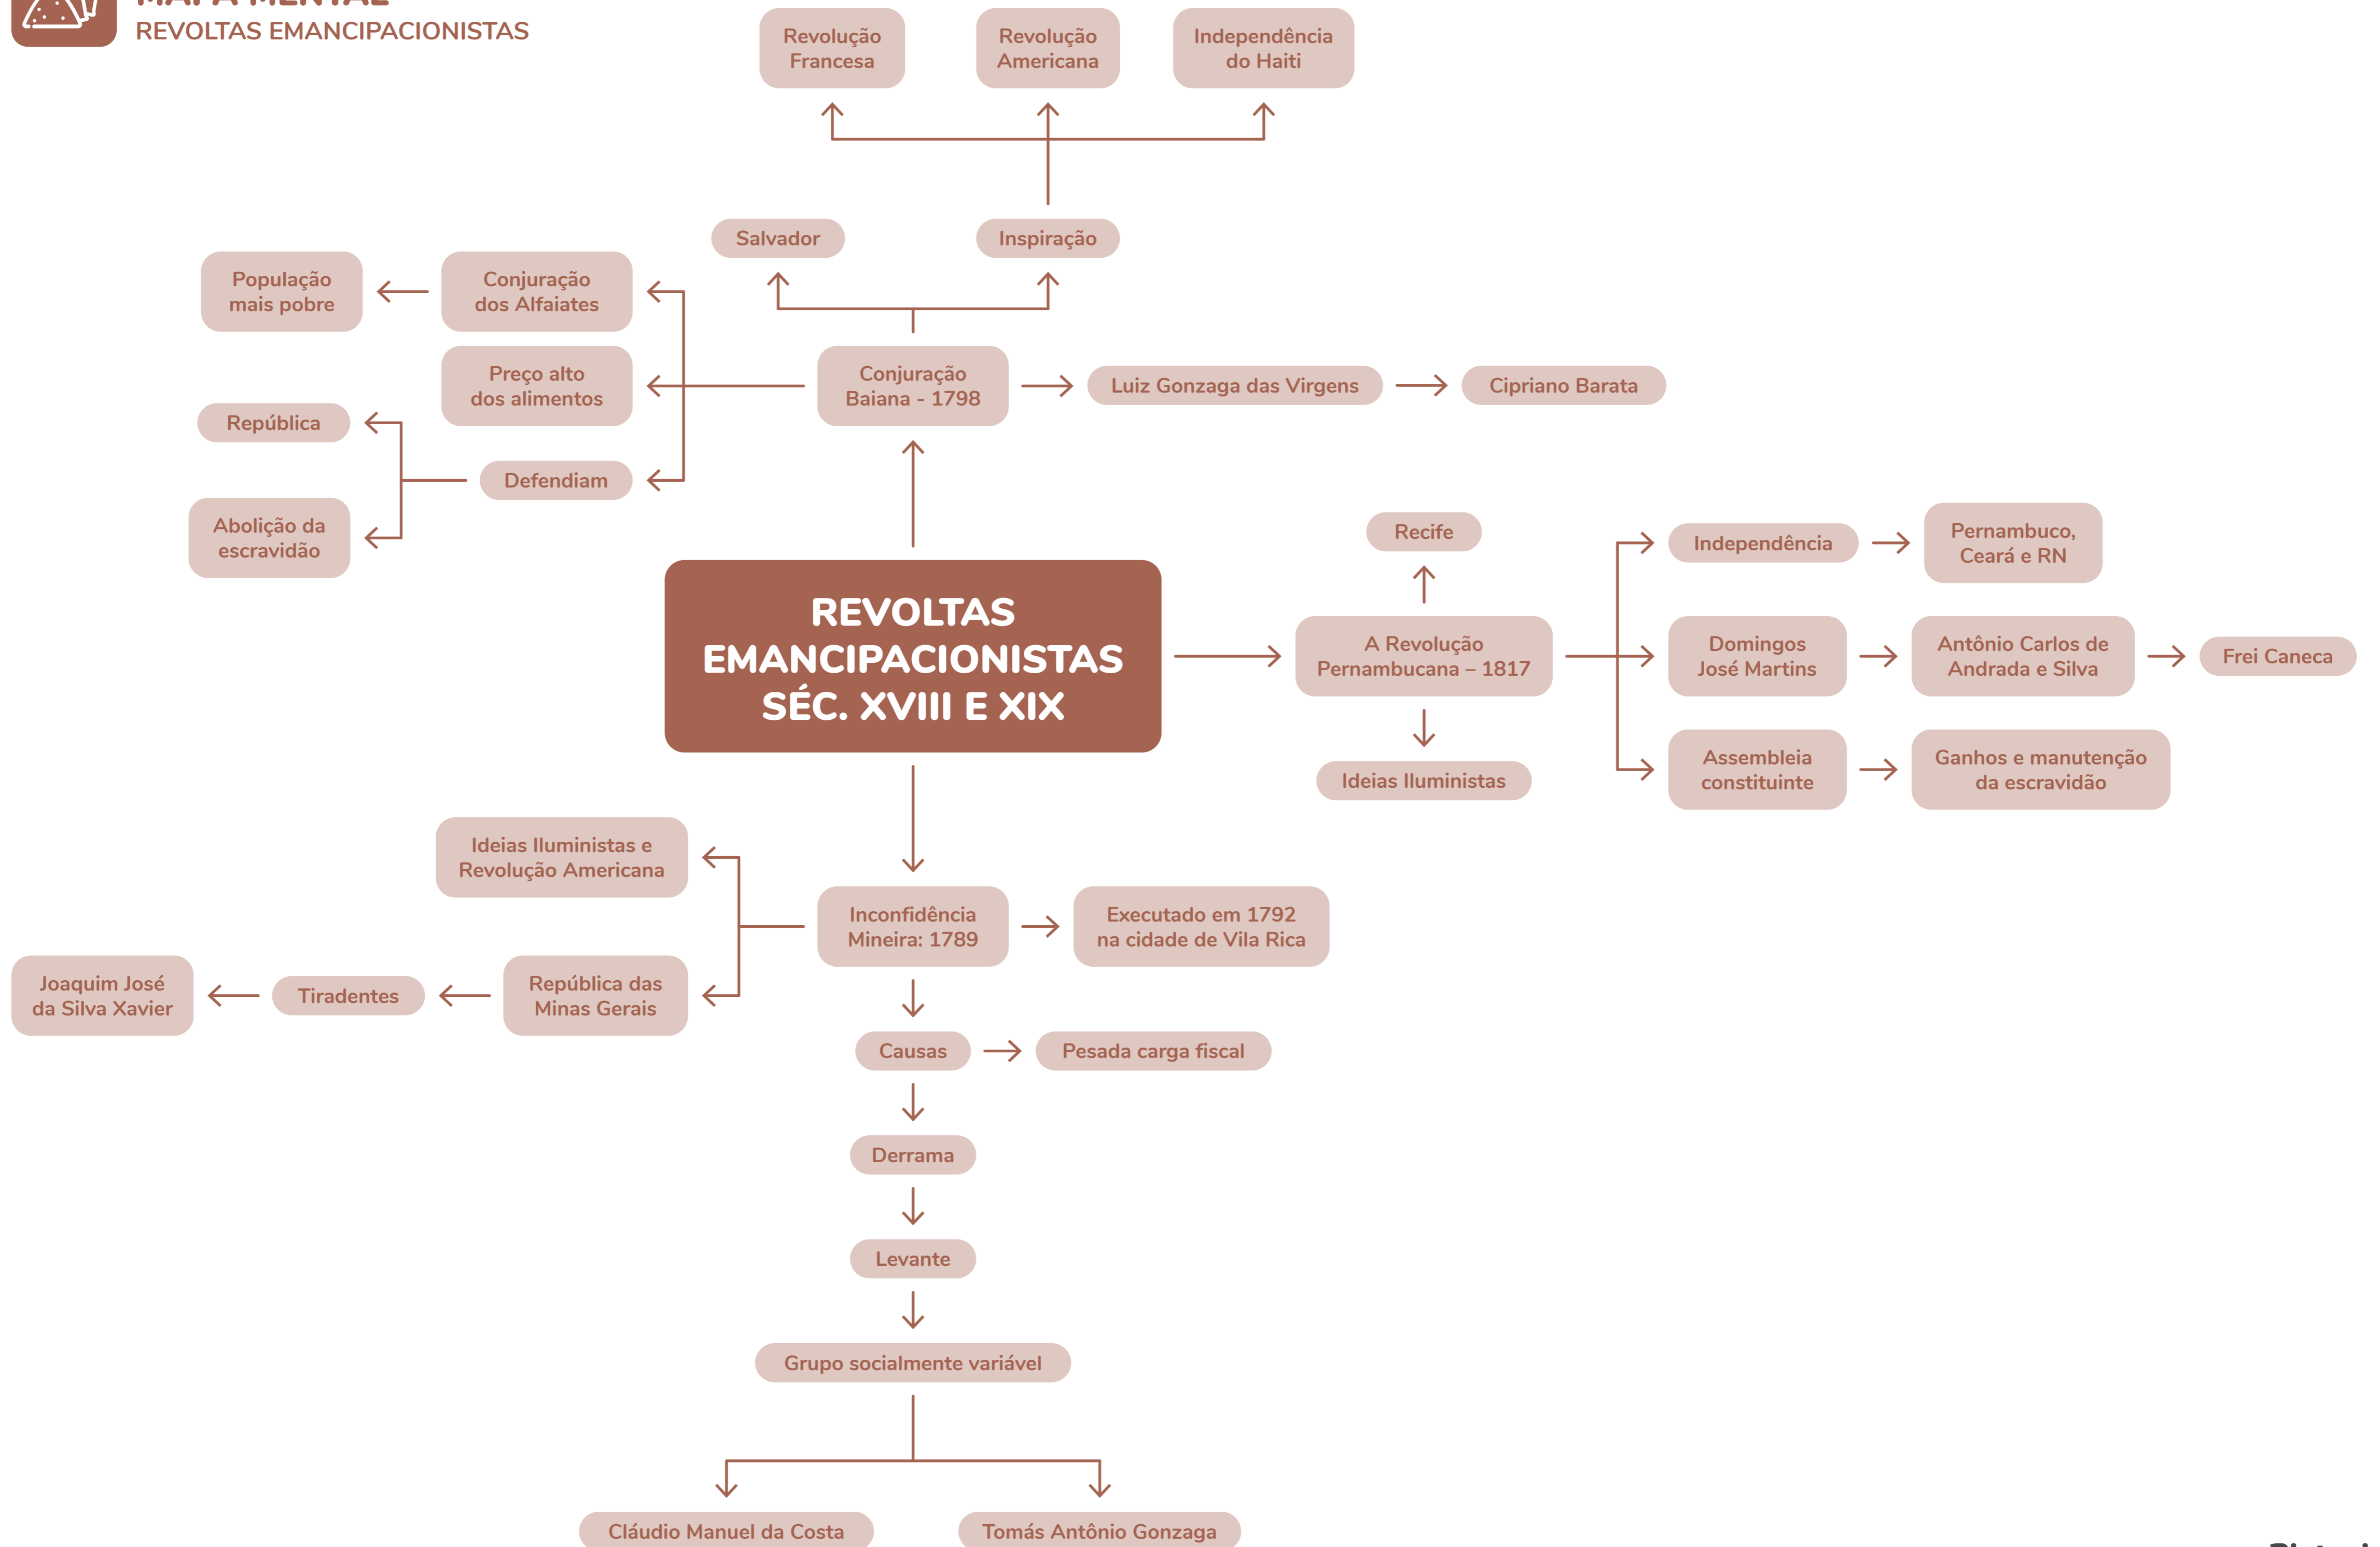 MAPA MENTAL
REVOLTAS EMANCIPACIONISTAS
Revolução
Francesa
Revolução
Americana
Independência
do Haiti
Salvador
Inspiração
População
mais pobre
Conjuração
dos Alfaiates
Preço alto
dos alimentos
Conjuração
Baiana - 1798
Luiz Gonzaga das Virgens
Cipriano Barata
República
Defendiam
Abolição da
escravidão
REVOLTAS
EMANCIPACIONISTAS
SÉC. XVIII E XIX
Recife
A Revolução
Pernambucana – 1817
Ideias Iluministas
Independência
Pernambuco,
Ceará e RN
Domingos
José Martins
Antônio Carlos de
Andrada e Silva
Frei Caneca
Assembleia
constituinte
Ganhos e manutenção
da escravidão
Ideias Iluministas e
Revolução Americana
Inconfidência
Mineira: 1789
Executado em 1792
na cidade de Vila Rica
Joaquim José
da Silva Xavier
Tiradentes
República das
Minas Gerais
Causas
Pesada carga fiscal
Derrama
Levante
Grupo socialmente variável
Cláudio Manuel da Costa
Tomás Antônio Gonzaga